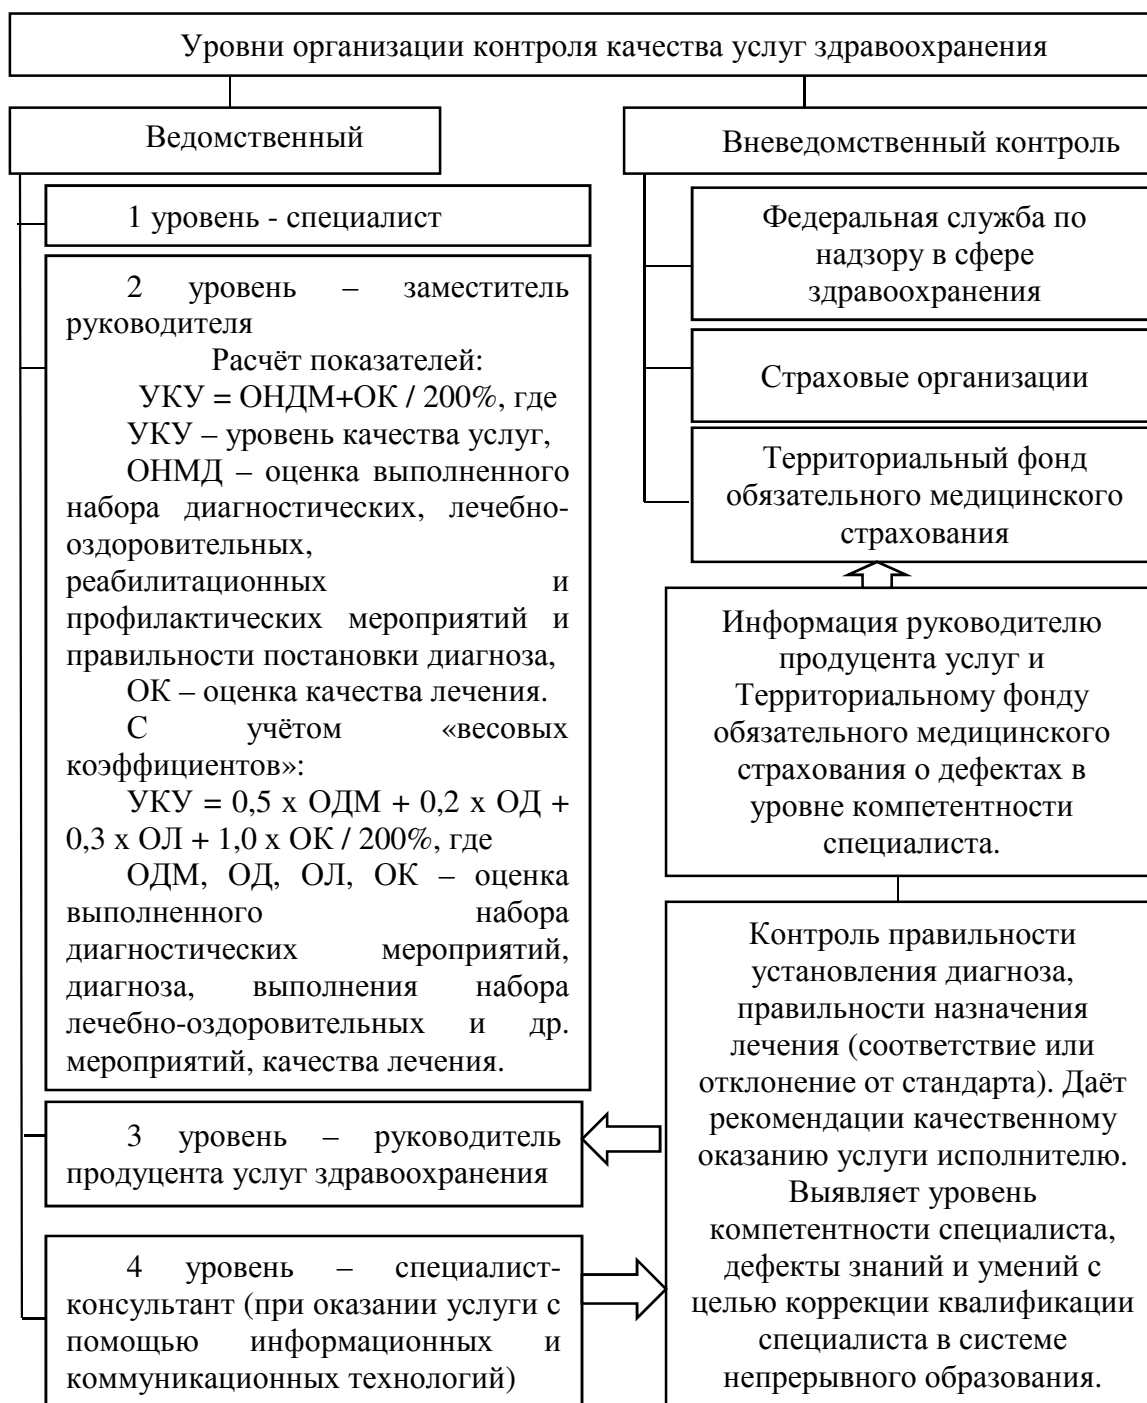 Уровни организации контроля качества услуг здравоохранения
Ведомственный
1 уровень - специалист
2 уровень – заместитель
руководителя
Расчёт показателей:
УКУ = ОНДМ+ОК / 200%, где
УКУ – уровень качества услуг,
ОНМД – оценка выполненного
набора диагностических, лечебно-
оздоровительных,
реабилитационных и
профилактических мероприятий и
правильности постановки диагноза,
ОК – оценка качества лечения.
С учётом «весовых
коэффициентов»:
УКУ = 0,5 х ОДМ + 0,2 х ОД +
0,3 х ОЛ + 1,0 х ОК / 200%, где
ОДМ, ОД, ОЛ, ОК – оценка
выполненного набора
диагностических мероприятий,
диагноза, выполнения набора
лечебно-оздоровительных и др.
мероприятий, качества лечения.
3 уровень – руководитель
продуцента услуг здравоохранения
4 уровень – специалист-
консультант (при оказании услуги с
помощью информационных и
коммуникационных технологий)
Вневедомственный контроль
Федеральная служба по
надзору в сфере
здравоохранения
Страховые организации
Территориальный фонд
обязательного медицинского
страхования
Информация руководителю
продуцента услуг и
Территориальному фонду
обязательного медицинского
страхования о дефектах в
уровне компетентности
специалиста.
Контроль правильности
установления диагноза,
правильности назначения
лечения (соответствие или
отклонение от стандарта). Даёт
рекомендации качественному
оказанию услуги исполнителю.
Выявляет уровень
компетентности специалиста,
дефекты знаний и умений с
целью коррекции квалификации
специалиста в системе
непрерывного образования.